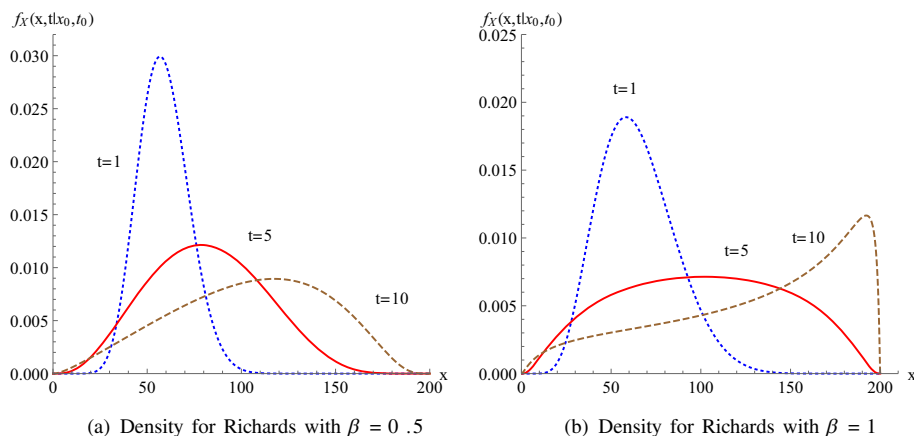 f_X(x,t|x_0,t_0)
0.030
0.025
0.020
0.015
0.010
0.005
0.000
t=1
t=5
t=10
0
50
100
150
200
x
(a) Density for Richards with β = 0 .5
f_X(x,t|x_0,t_0)
0.025
0.020
0.015
0.010
0.005
0.000
t=1
t=5
t=10
0
50
100
150
200
x
(b) Density for Richards with β = 1